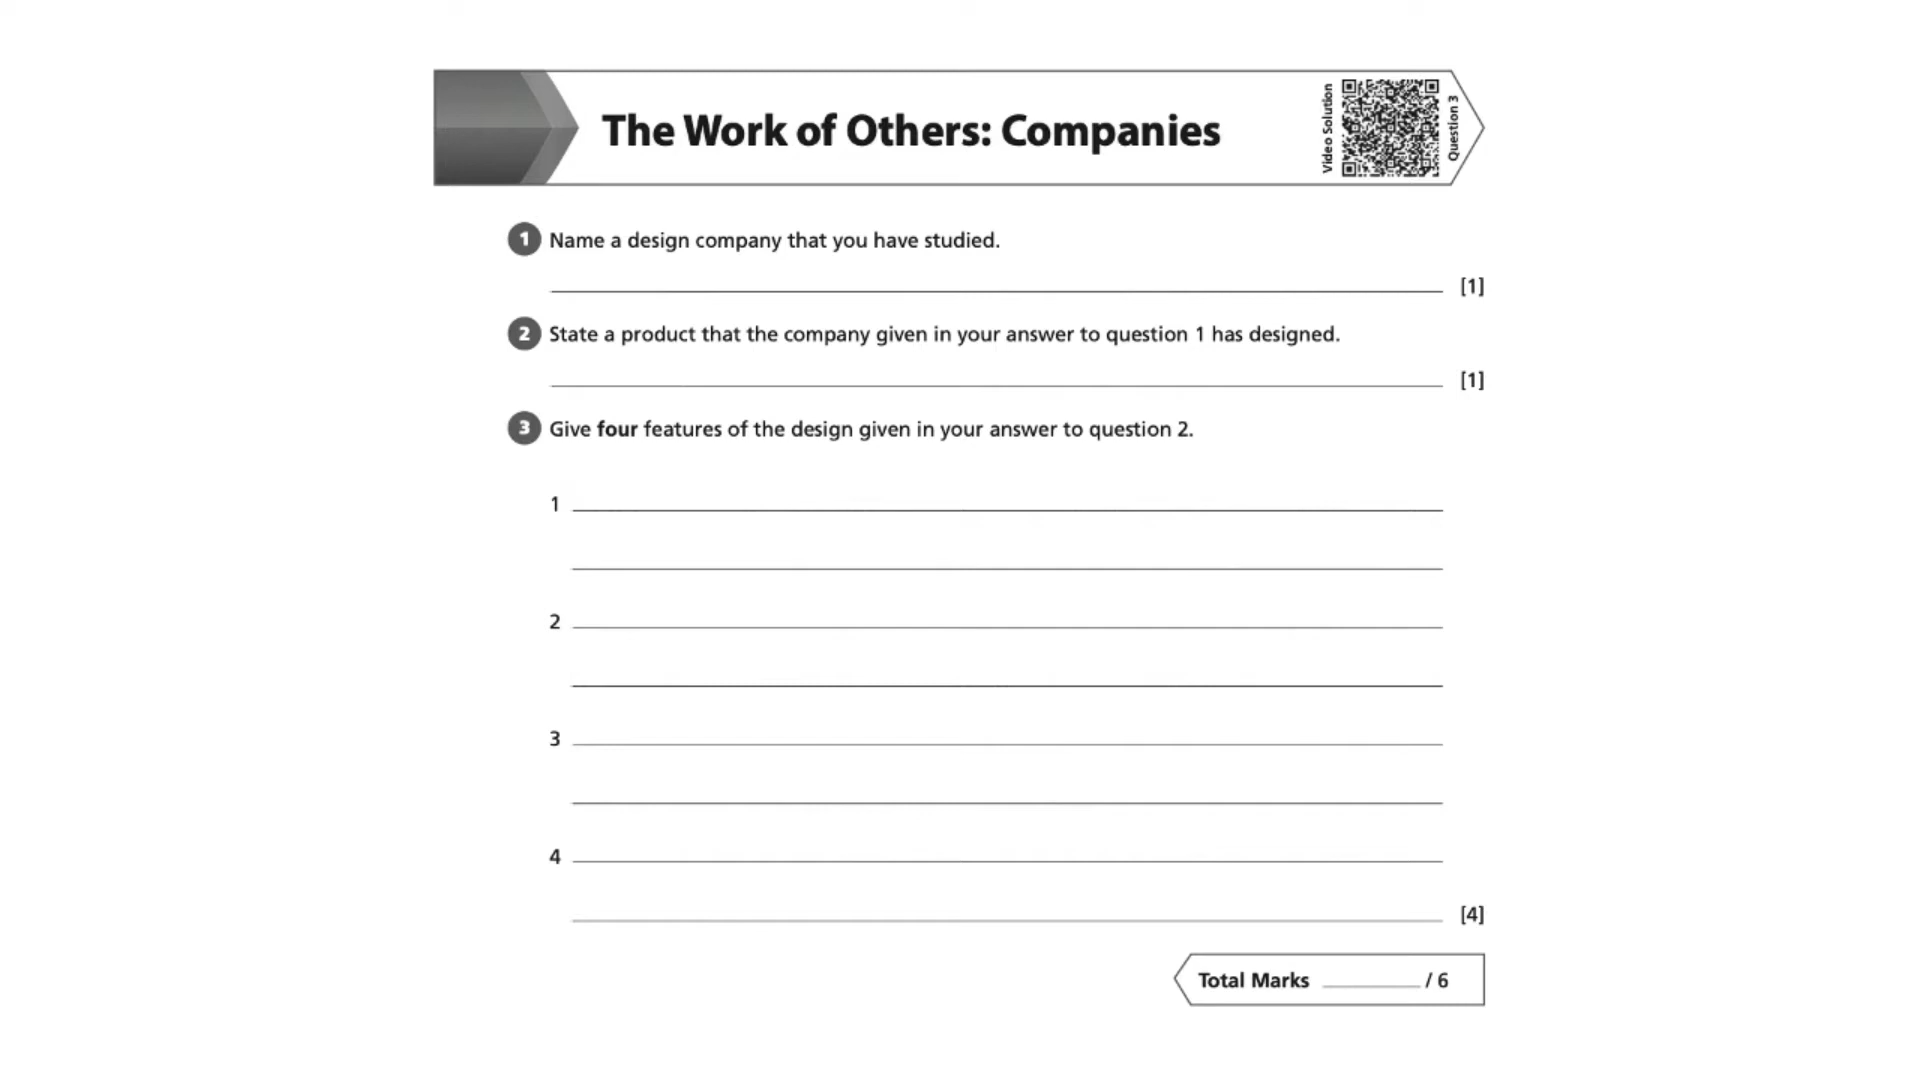 The Work of Others: Companies
Video Solution
Question 3
1 Name a design company that you have studied.
[1]
2 State a product that the company given in your answer to question 1 has designed.
[1]
3 Give four features of the design given in your answer to question 2.
1
2
3
4
[4]
Total Marks / 6